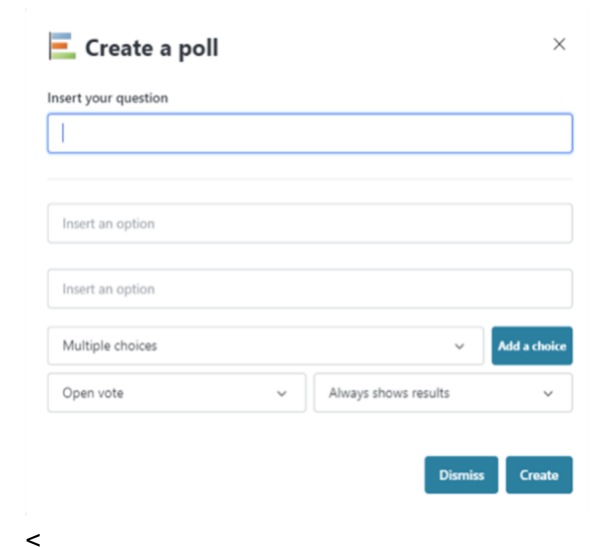 Create a poll
Insert your question
Insert an option
Insert an option
Multiple choices
Add a choice
Open vote
Always shows results
Dismiss
Create
<